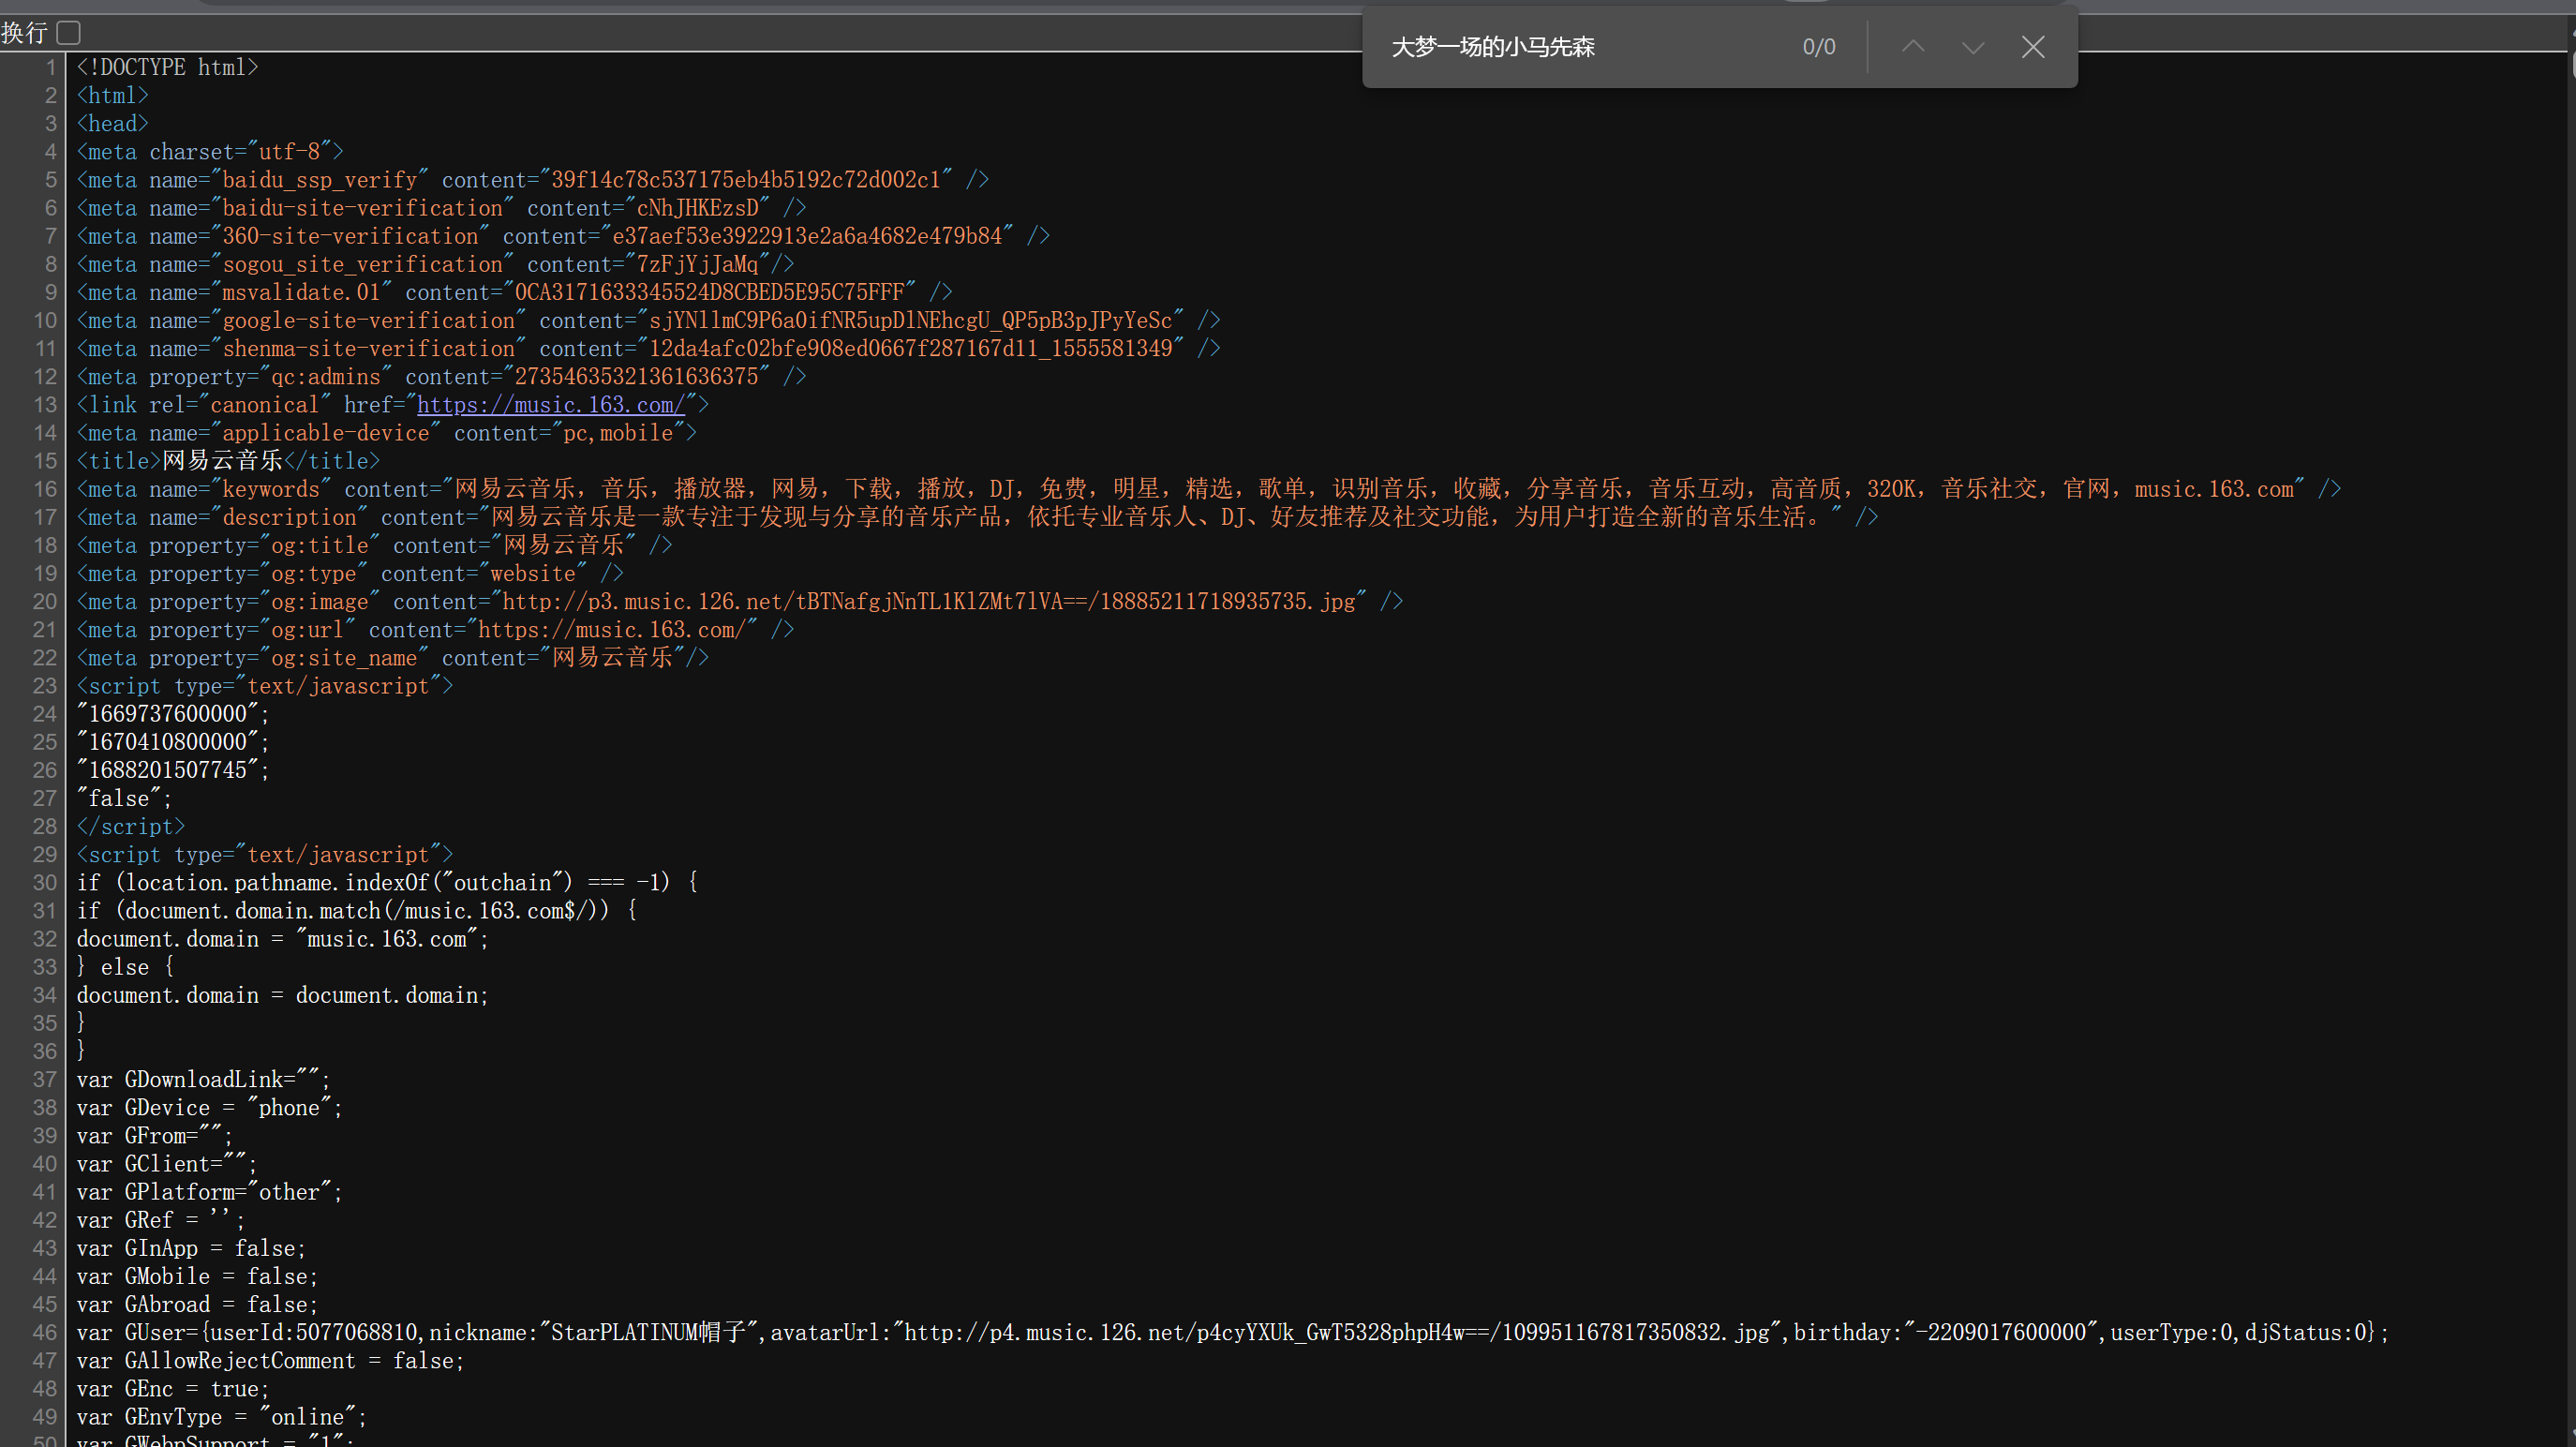 换行
大梦一场的小马先森 0/0
1 <!DOCTYPE html>
2 <html>
3 <head>
4 <meta charset="utf-8">
5 <meta name="baidu_ssp_verify" content="39f14c78c537175eb4b5192c72d002c1" />
6 <meta name="baidu-site-verification" content="cNhJHKEzsD" />
7 <meta name="360-site-verification" content="e37aef53e3922913e2a6a4682e479b84" />
8 <meta name="sogou_site_verification" content="7zFjYjJaMq"/>
9 <meta name="msvalidate.01" content="0CA3171633345524D8CBED5E95C75FFF" />
10 <meta name="google-site-verification" content="sjYNllmC9P6a0ifNR5upDlNEhcgU_QP5pB3pJPyYeSc" />
11 <meta name="shenma-site-verification" content="12da4afc02bfe908ed0667f287167d11_1555581349" />
12 <meta property="qc:admins" content="27354635321361636375" />
13 <link rel="canonical" href="https://music.163.com/">
14 <meta name="applicable-device" content="pc,mobile">
15 <title>网易云音乐</title>
16 <meta name="keywords" content="网易云音乐，音乐，播放器，网易，下载，播放，DJ，免费，明星，精选，歌单，识别音乐，收藏，分享音乐，音乐互动，高音质，320K，音乐社交，官网，music.163.com" />
17 <meta name="description" content="网易云音乐是一款专注于发现与分享的音乐产品，依托专业音乐人、DJ、好友推荐及社交功能，为用户打造全新的音乐生活。" />
18 <meta property="og:title" content="网易云音乐" />
19 <meta property="og:type" content="website" />
20 <meta property="og:image" content="http://p3.music.126.net/tBTNafgjNnTL1KlZMt7lVA==/18885211718935735.jpg" />
21 <meta property="og:url" content="https://music.163.com/" />
22 <meta property="og:site_name" content="网易云音乐"/>
23 <script type="text/javascript">
24 "1669737600000";
25 "1670410800000";
26 "1688201507745";
27 "false";
28 </script>
29 <script type="text/javascript">
30 if (location.pathname.indexOf("outchain") === -1) {
31 if (document.domain.match(/music.163.com$/)) {
32 document.domain = "music.163.com";
33 } else {
34 document.domain = document.domain;
35 }
36 }
37 var GDownloadLink="";
38 var GDevice = "phone";
39 var GFrom="";
40 var GClient="";
41 var GPlatform="other";
42 var GRef = '';
43 var GInApp = false;
44 var GMobile = false;
45 var GAbroad = false;
46 var GUser={userId:5077068810,nickname:"StarPLATINUM帽子",avatarUrl:"http://p4.music.126.net/p4cyYXUk_GwT5328phpH4w==/109951167817350832.jpg",birthday:"-2209017600000",userType:0,djStatus:0};
47 var GAllowRejectComment = false;
48 var GEnc = true;
49 var GEnvType = "online";
50 var GWebpSupport = "1";